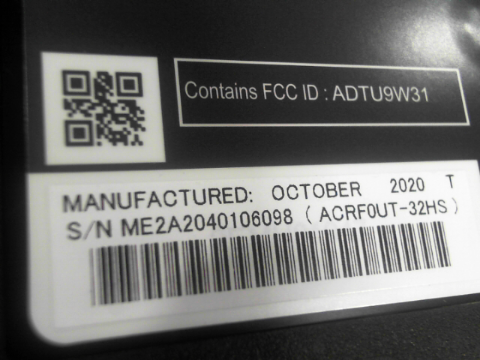 Contains FCC ID : ADTU9W31
MANUFACTURED: OCTOBER 2020 T
S/N ME2A2040106098 ( ACRF0UT-32HS )